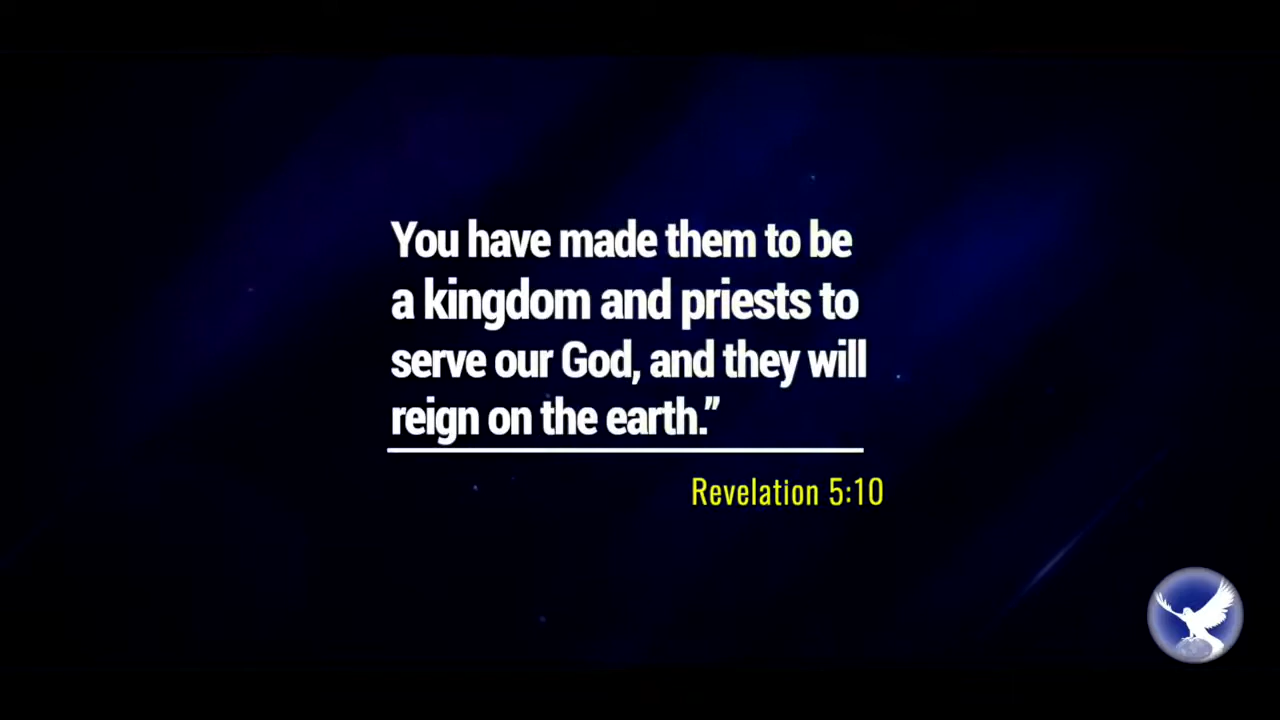 You have made them to be
a kingdom and priests to
serve our God, and they will
reign on the earth.”
Revelation 5:10